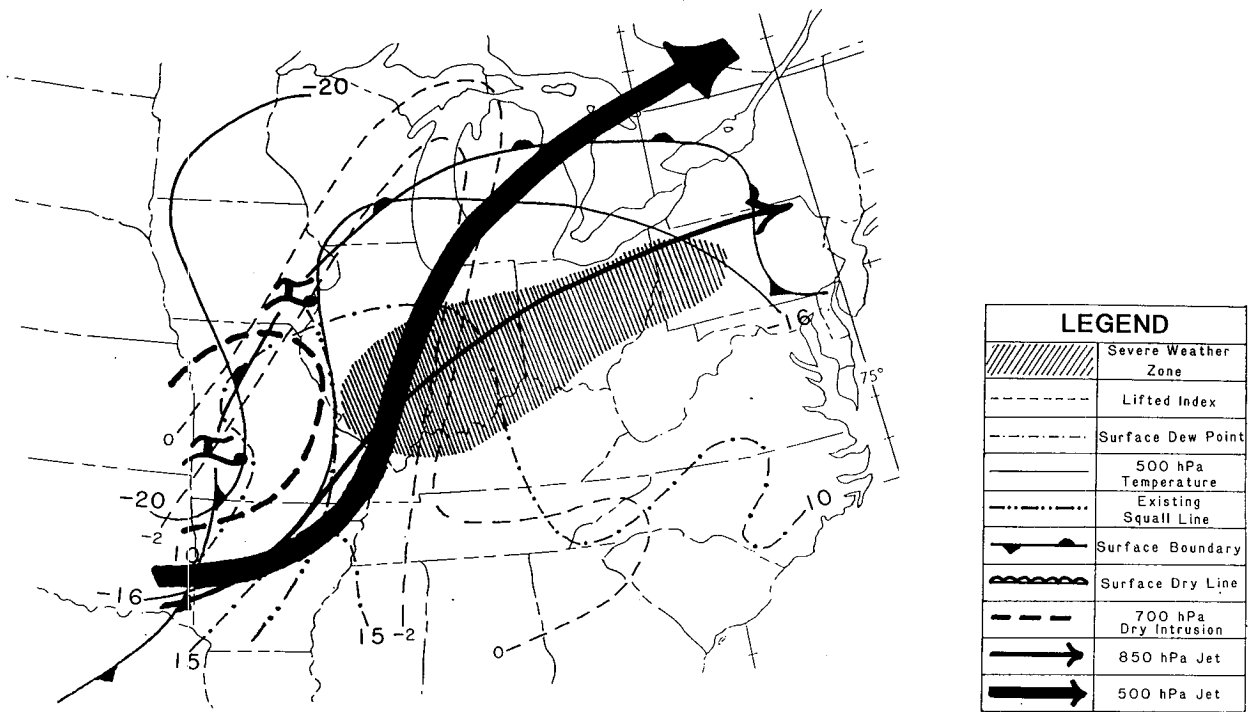 -20
16
75°
0
-20
-2
0
-16
15
15
-2
0
10
LEGEND
Severe Weather
Zone
Lifted Index
Surface Dew Point
500 hPa
Temperature
Existing
Squall Line
Surface Boundary
Surface Dry Line
700 hPa
Dry Intrusion
850 hPa Jet
500 hPa Jet